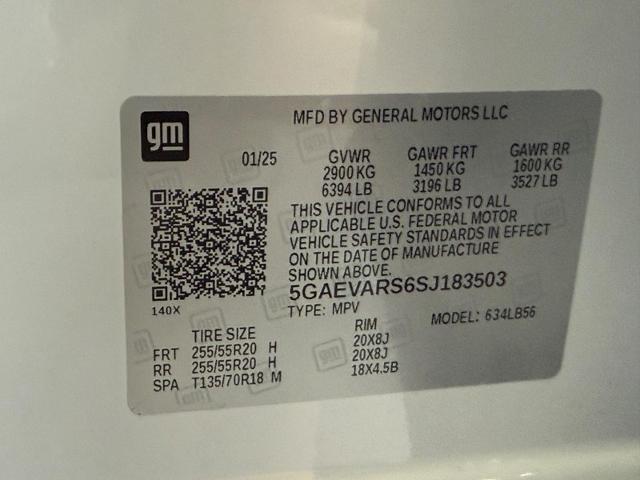 gm
MFD BY GENERAL MOTORS LLC
01/25 GVWR GAWR FRT GAWR RR
2900 KG 1450 KG 1600 KG
6394 LB 3196 LB 3527 LB
THIS VEHICLE CONFORMS TO ALL
APPLICABLE U.S. FEDERAL MOTOR
VEHICLE SAFETY STANDARDS IN EFFECT
ON THE DATE OF MANUFACTURE
SHOWN ABOVE.
5GAEVARS6SJ183503
140X TYPE: MPV MODEL: 634LB56
TIRE SIZE RIM
FRT 255/55R20 H 20X8J
RR 255/55R20 H 20X8J
SPA T135/70R18 M 18X4.5B